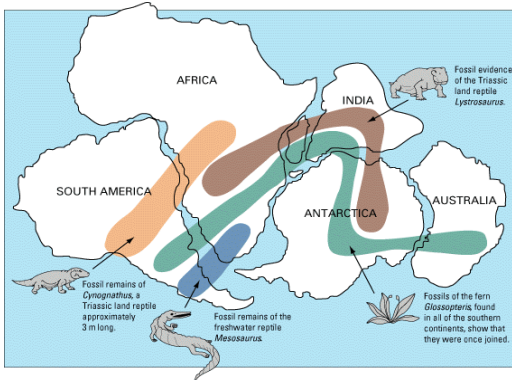 AFRICA
Fossil evidence
of the Triassic
land reptile
Lystrosaurus.
INDIA
SOUTH AMERICA
AUSTRALIA
ANTARCTICA
Fossil remains of
Cynognathus, a
Triassic land reptile
approximately
3 m long.
Fossil remains of the
freshwater reptile
Mesosaurus.
Fossils of the fern
Glossopteris, found
in all of the southern
continents, show that
they were once joined.